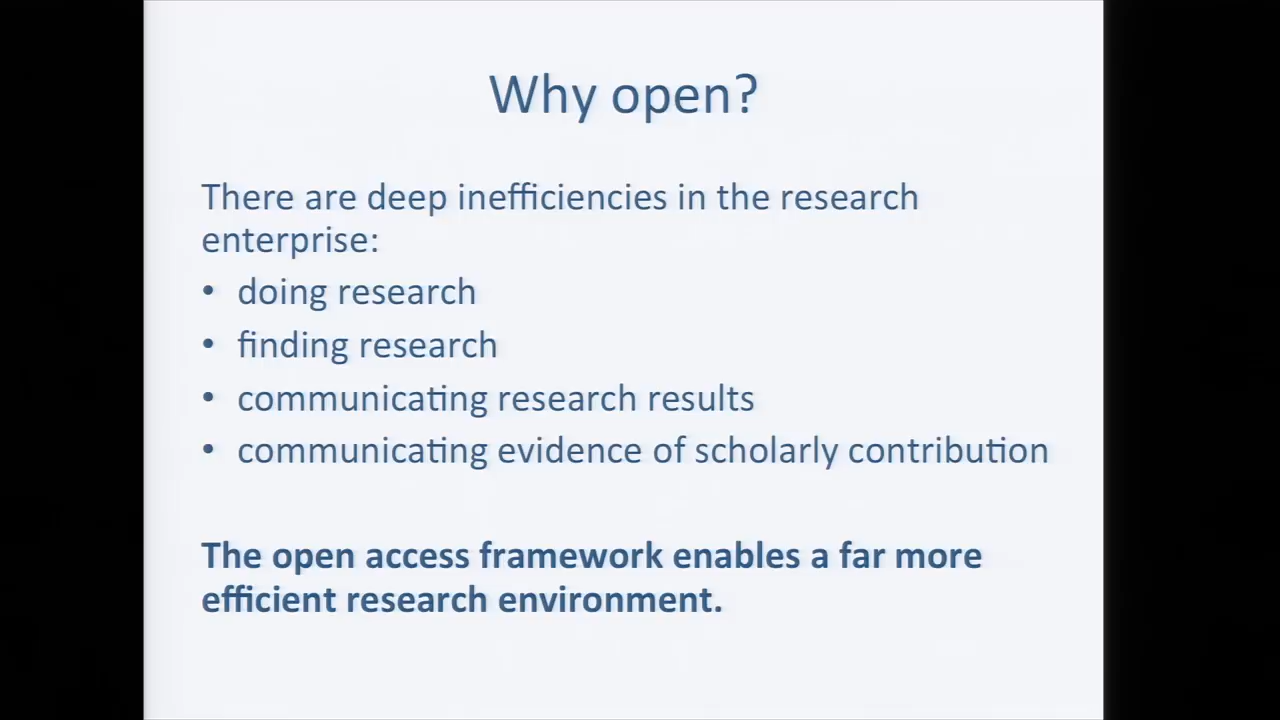 Why open?
There are deep inefficiencies in the research
enterprise:
• doing research
• finding research
• communicating research results
• communicating evidence of scholarly contribution
The open access framework enables a far more
efficient research environment.